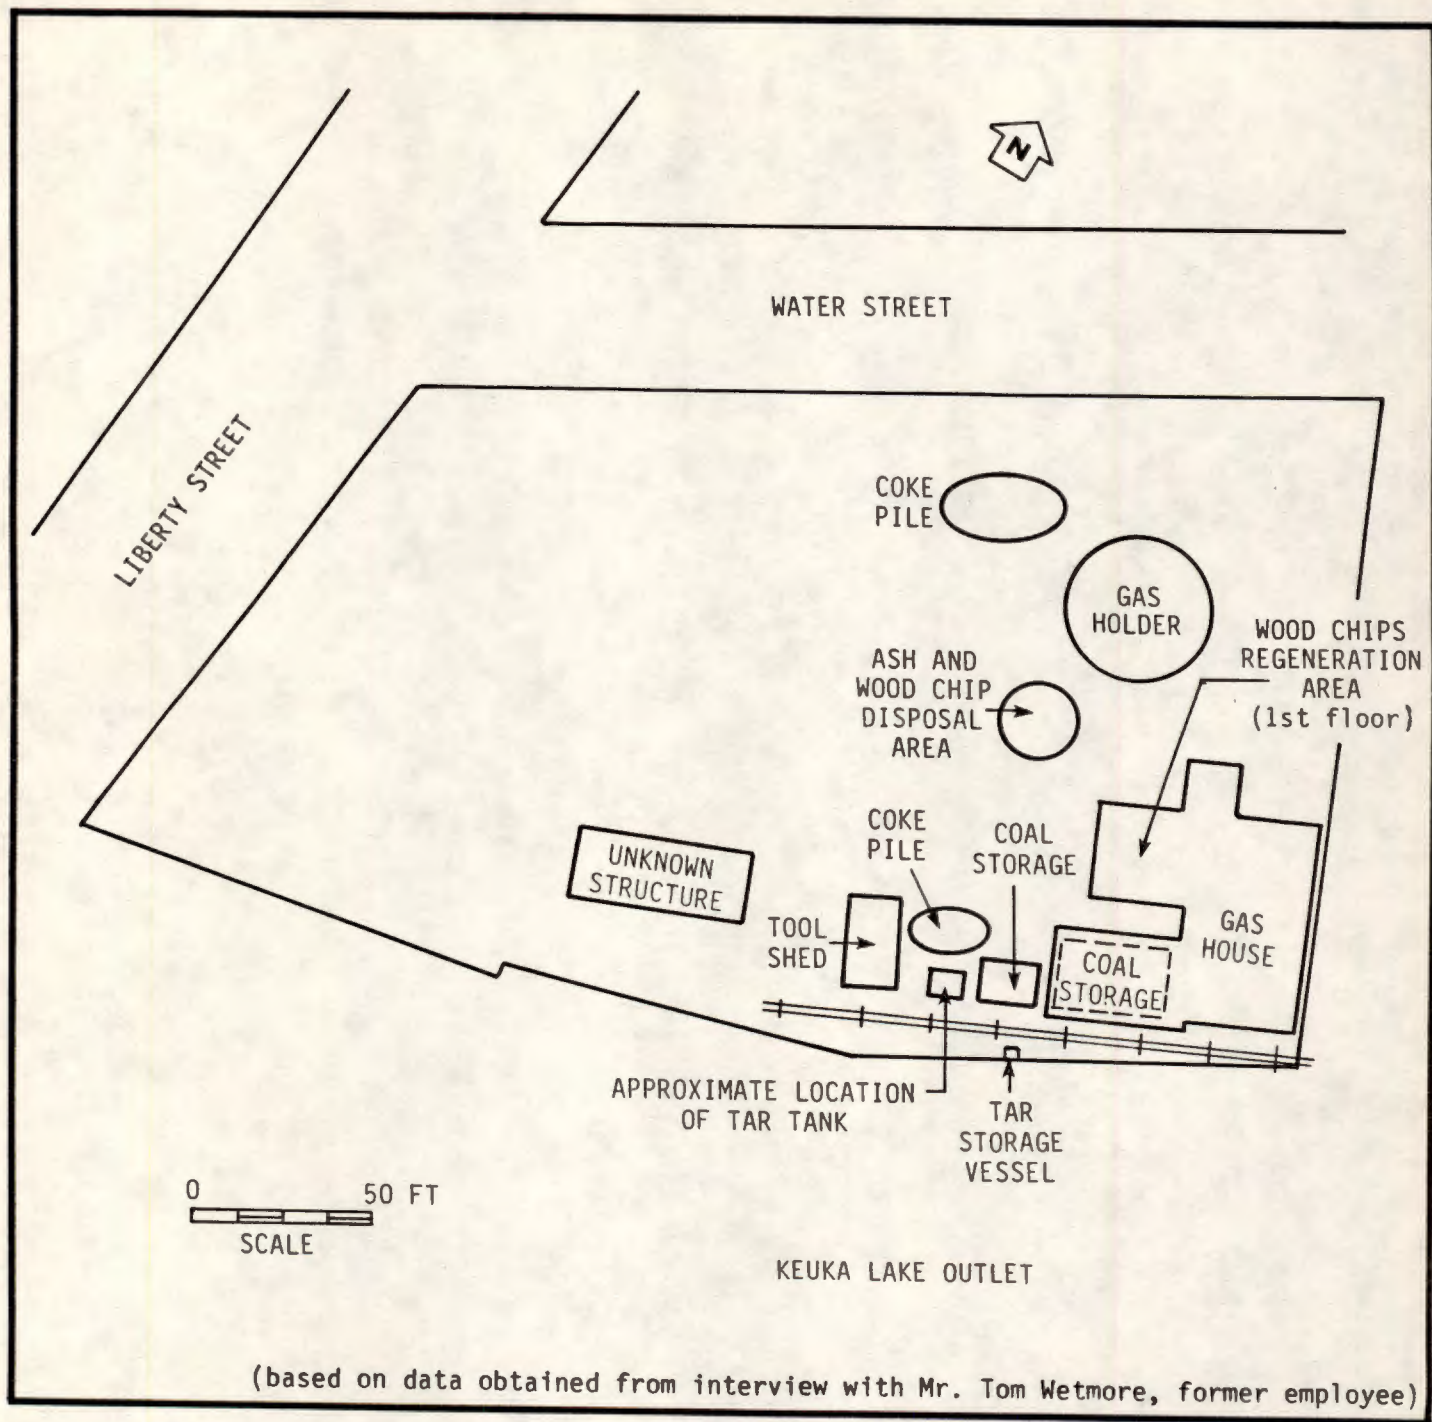 N
WATER STREET
LIBERTY STREET
COKE
PILE
GAS
HOLDER
WOOD CHIPS
REGENERATION
AREA
(1st floor)
ASH AND
WOOD CHIP
DISPOSAL
AREA
COKE
PILE
COAL
STORAGE
UNKNOWN
STRUCTURE
TOOL
SHED
GAS
HOUSE
COAL
STORAGE
APPROXIMATE LOCATION
OF TAR TANK
TAR
STORAGE
VESSEL
0 50 FT
SCALE
KEUKA LAKE OUTLET
(based on data obtained from interview with Mr. Tom Wetmore, former employee)